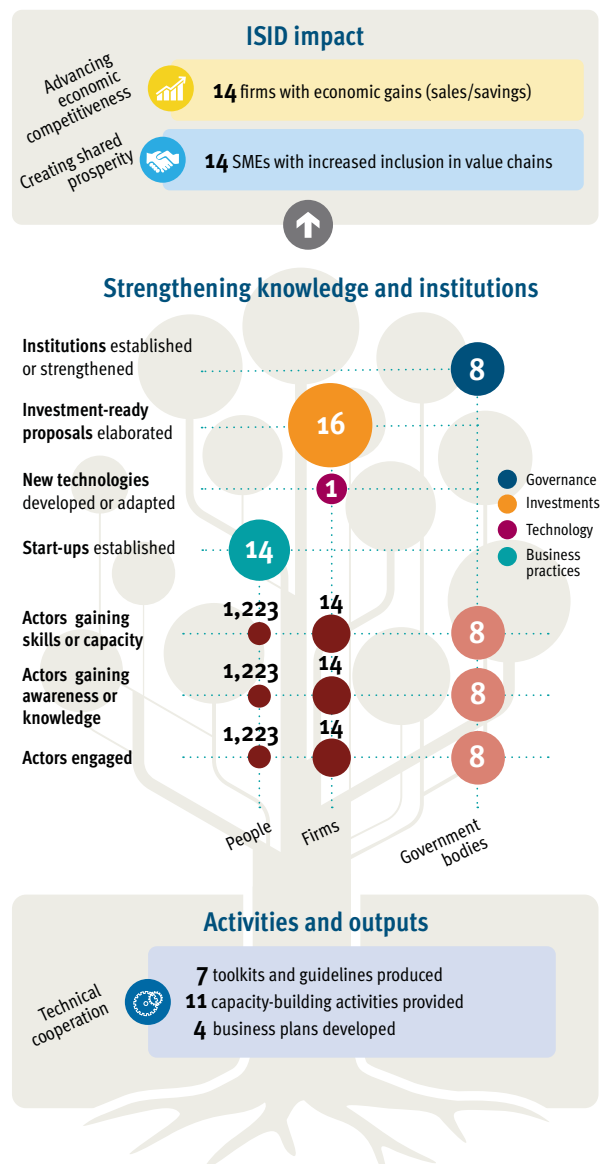 ISID impact
Advancing
economic
competitiveness
14 firms with economic gains (sales/savings)
Creating shared
prosperity
14 SMEs with increased inclusion in value chains
Strengthening knowledge and institutions
Institutions established
or strengthened
8
Investment-ready
proposals elaborated
16
New technologies
developed or adapted
1
Governance
Investments
Technology
Business
practices
Start-ups established
14
Actors gaining
skills or capacity
1,223
14
8
Actors gaining
awareness or
knowledge
1,223
14
8
Actors engaged
1,223
14
8
People
Firms
Government
bodies
Activities and outputs
Technical
cooperation
7 toolkits and guidelines produced
11 capacity-building activities provided
4 business plans developed